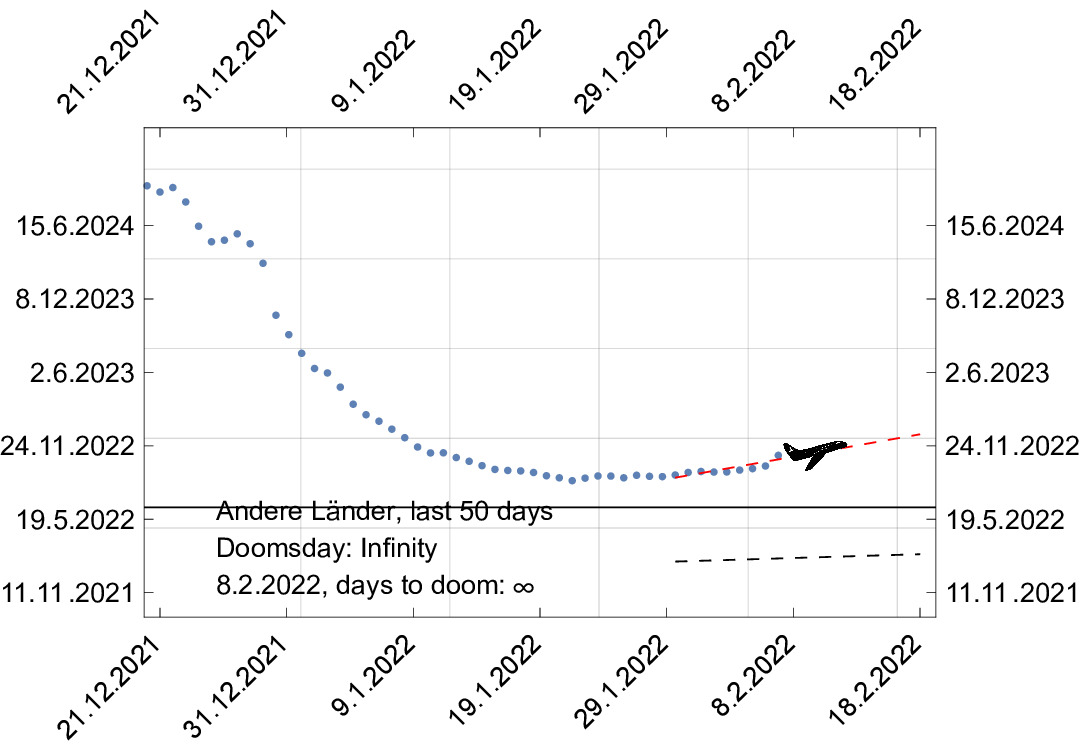 21.12.2021 31.12.2021 9.1.2022 19.1.2022 29.1.2022 8.2.2022 18.2.2022
15.6.2024 15.6.2024
8.12.2023 8.12.2023
2.6.2023 2.6.2023
24.11.2022 24.11.2022
Andere Länder, last 50 days
19.5.2022 19.5.2022
Doomsday: Infinity
8.2.2022, days to doom: ∞
11.11.2021 11.11.2021
21.12.2021 31.12.2021 9.1.2022 19.1.2022 29.1.2022 8.2.2022 18.2.2022